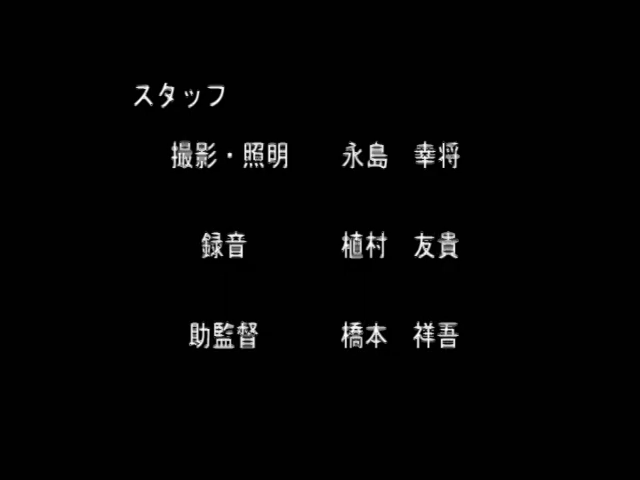 スタッフ
撮影・照明　永島　幸将
録音　植村　友貴
助監督　橋本　祥吾